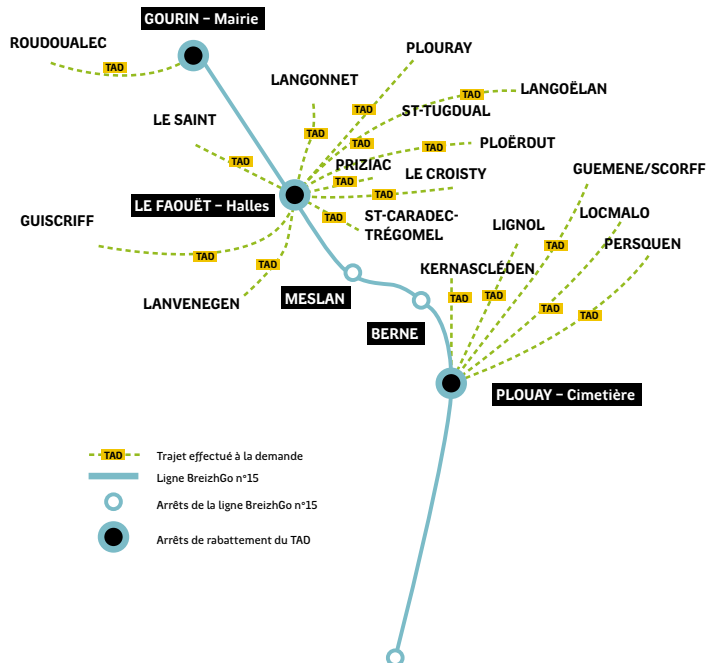 GOURIN – Mairie
ROUDOUALEC
TAD
PLOURAY
LANGONNET
TAD
LANGOËLAN
TAD
ST-TUGDUAL
TAD
LE SAINT
TAD
TAD
PLOËRDUT
TAD
TAD
PRIZIAC
TAD
LE CROISTY
TAD
GUEMENE/SCORFF
LE FAOUËT – Halles
ST-CARADEC-
TRÉGOMEL
TAD
LIGNOL
LOCMALO
PERSQUEN
GUISCRIFF
TAD
TAD
TAD
KERNASCLÉDEN
LANVENEGEN
MESLAN
TAD
TAD
TAD
TAD
BERNE
PLOUAY – Cimetière
TAD
Trajet effectué à la demande
Ligne BreizhGo n°15
Arrêts de la ligne BreizhGo n°15
Arrêts de rabattement du TAD